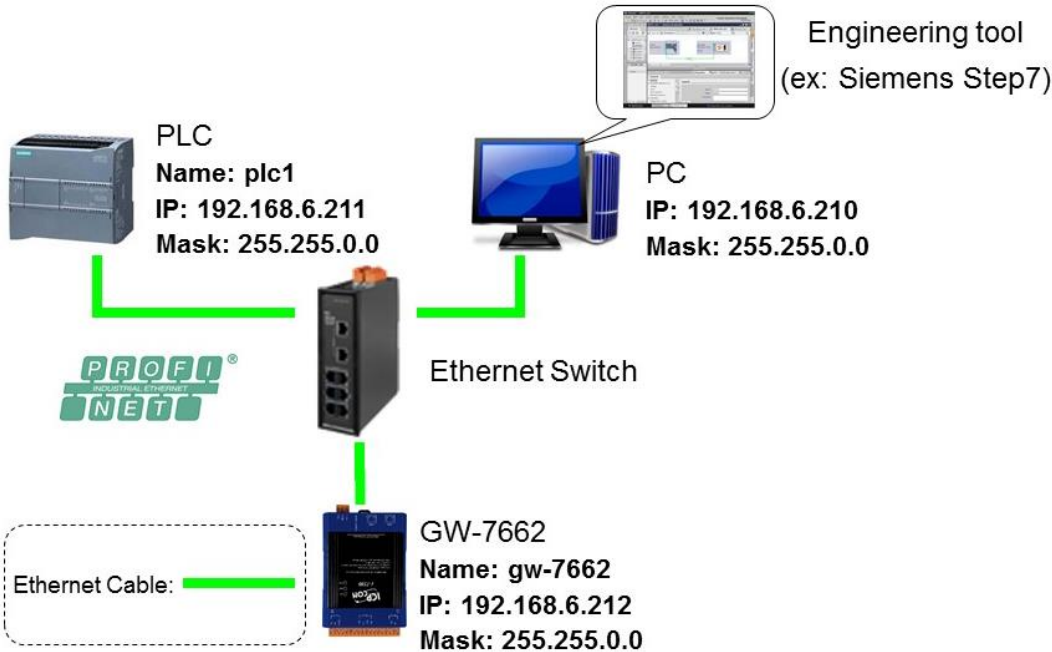 Engineering tool
(ex: Siemens Step7)
PLC
Name: plc1
IP: 192.168.6.211
Mask: 255.255.0.0
PC
IP: 192.168.6.210
Mask: 255.255.0.0
PROFI®
INDUSTRIAL ETHERNET
NET
Ethernet Switch
Ethernet Cable:
GW-7662
Name: gw-7662
IP: 192.168.6.212
Mask: 255.255.0.0
ICP CON